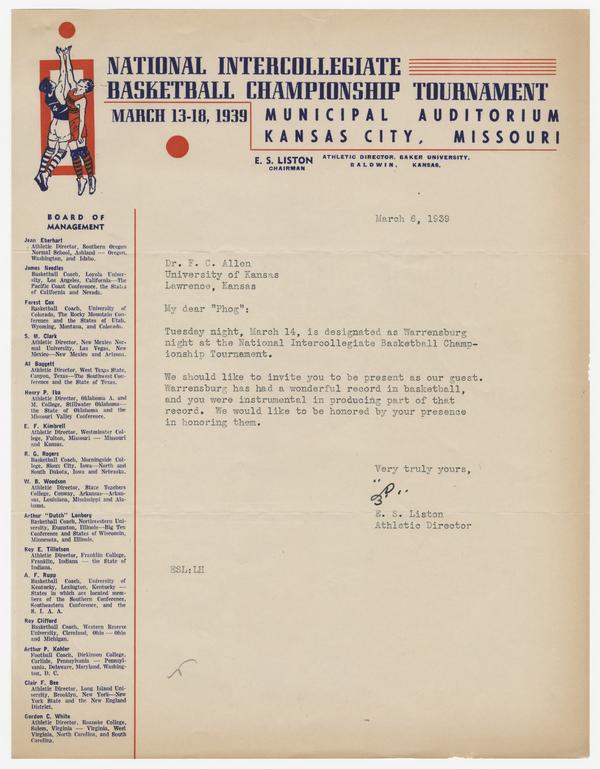 NATIONAL INTERCOLLEGIATE
BASKETBALL CHAMPIONSHIP TOURNAMENT
MARCH 13-18, 1939
MUNICIPAL AUDITORIUM
KANSAS CITY, MISSOURI
E. S. LISTON
CHAIRMAN
ATHLETIC DIRECTOR, BAKER UNIVERSITY,
BALDWIN, KANSAS,
BOARD OF
MANAGEMENT
Jean Eberhart
Athletic Director, Southern Oregon
Normal School, Ashland — Oregon,
Washington, and Idaho.
James Needles
Basketball Coach, Loyola Univer-
sity, Los Angeles, California—The
Pacific Coast Conference, the States
of California and Nevada.
Forest Cox
Basketball Coach, University of
Colorado, The Rocky Mountain Con-
ference and the States of Utah,
Wyoming, Montana, and Colorado.
S. M. Clark
Athletic Director, New Mexico Nor-
mal University, Las Vegas, New
Mexico—New Mexico and Arizona.
Al Baggett
Athletic Director, West Texas State,
Canyon, Texas—The Southwest Con-
ference and the State of Texas.
Henry P. Iba
Athletic Director, Oklahoma A. and
M. College, Stillwater Oklahoma—
the State of Oklahoma and the
Missouri Valley Conference.
E. F. Kimbrell
Athletic Director, Westminster Col-
lege, Fulton, Missouri — Missouri
and Kansas.
R. G. Rogers
Basketball Coach, Morningside Col-
lege, Sioux City, Iowa—North and
South Dakota, Iowa and Nebraska.
W. B. Woodson
Athletic Director, State Teachers
College, Conway, Arkansas—Arkan-
sas, Louisiana, Mississippi and Ala-
bama.
Arthur "Dutch" Lonborg
Basketball Coach, Northwestern Uni-
versity, Evanston, Illinois—Big Ten
Conference and States of Wisconsin,
Minnesota, and Illinois.
Roy E. Tillotson
Athletic Director, Franklin College,
Franklin, Indiana — the State of
Indiana.
A. F. Rupp
Basketball Coach, University of
Kentucky, Lexington, Kentucky —
States in which are located mem-
bers of the Southern Conference,
Southeastern Conference, and the
S. I. A. A.
Roy Clifford
Basketball Coach, Western Reserve
University, Cleveland, Ohio — Ohio
and Michigan.
Arthur P. Kahler
Football Coach, Dickinson College,
Carlisle, Pennsylvania — Pennsyl-
vania, Delaware, Maryland, Washing-
ton, D. C.
Clair F. Bee
Athletic Director, Long Island Uni-
versity, Brooklyn, New York—New
York State and the New England
District.
Gordon C. White
Athletic Director, Roanoke College,
Salem, Virginia — Virginia, West
Virginia, North Carolina, and South
Carolina.
March 6, 1939
Dr. F. C. Allen
University of Kansas
Lawrence, Kansas
My dear "Phog":
Tuesday night, March 14, is designated as Warrensburg
night at the National Intercollegiate Basketball Champ-
ionship Tournament.
We should like to invite you to be present as our guest.
Warrensburg has had a wonderful record in basketball,
and you were instrumental in producing part of that
record. We would like to be honored by your presence
in honoring them.
Very truly yours,
E. S. Liston
Athletic Director
ESL:LH